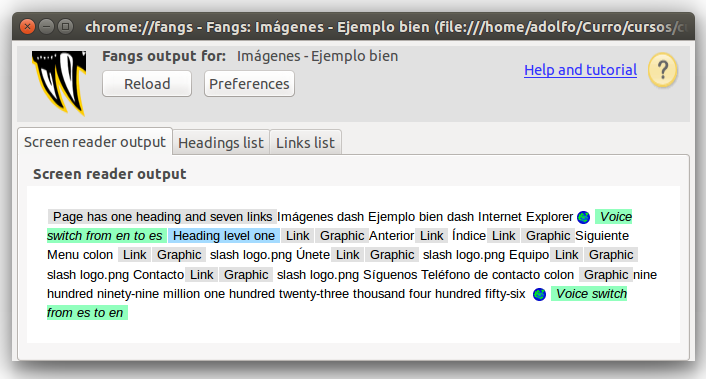 chrome://fangs - Fangs: Imágenes - Ejemplo bien (file:///home/adolfo/Curro/cursos/c
Fangs output for: Imágenes - Ejemplo bien
Reload Preferences Help and tutorial ?
Screen reader output Headings list Links list
Screen reader output
Page has one heading and seven links Imágenes dash Ejemplo bien dash Internet Explorer Voice
switch from en to es Heading level one Link Graphic Anterior Link Índice Link Graphic Siguiente
Menu colon Link Graphic slash logo.png Únete Link Graphic slash logo.png Equipo Link Graphic
slash logo.png Contacto Link Graphic slash logo.png Síguenos Teléfono de contacto colon Graphic nine
hundred ninety-nine million one hundred twenty-three thousand four hundred fifty-six Voice switch
from es to en